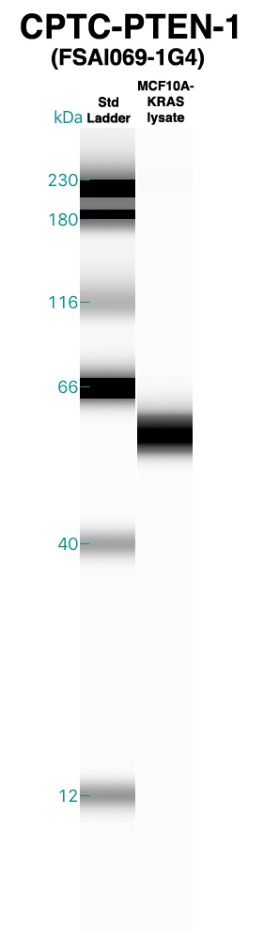 CPTC-PTEN-1
(FSAI069-1G4)
kDa
Std
Ladder
MCF10A-
KRAS
lysate
230
180
116
66
40
12